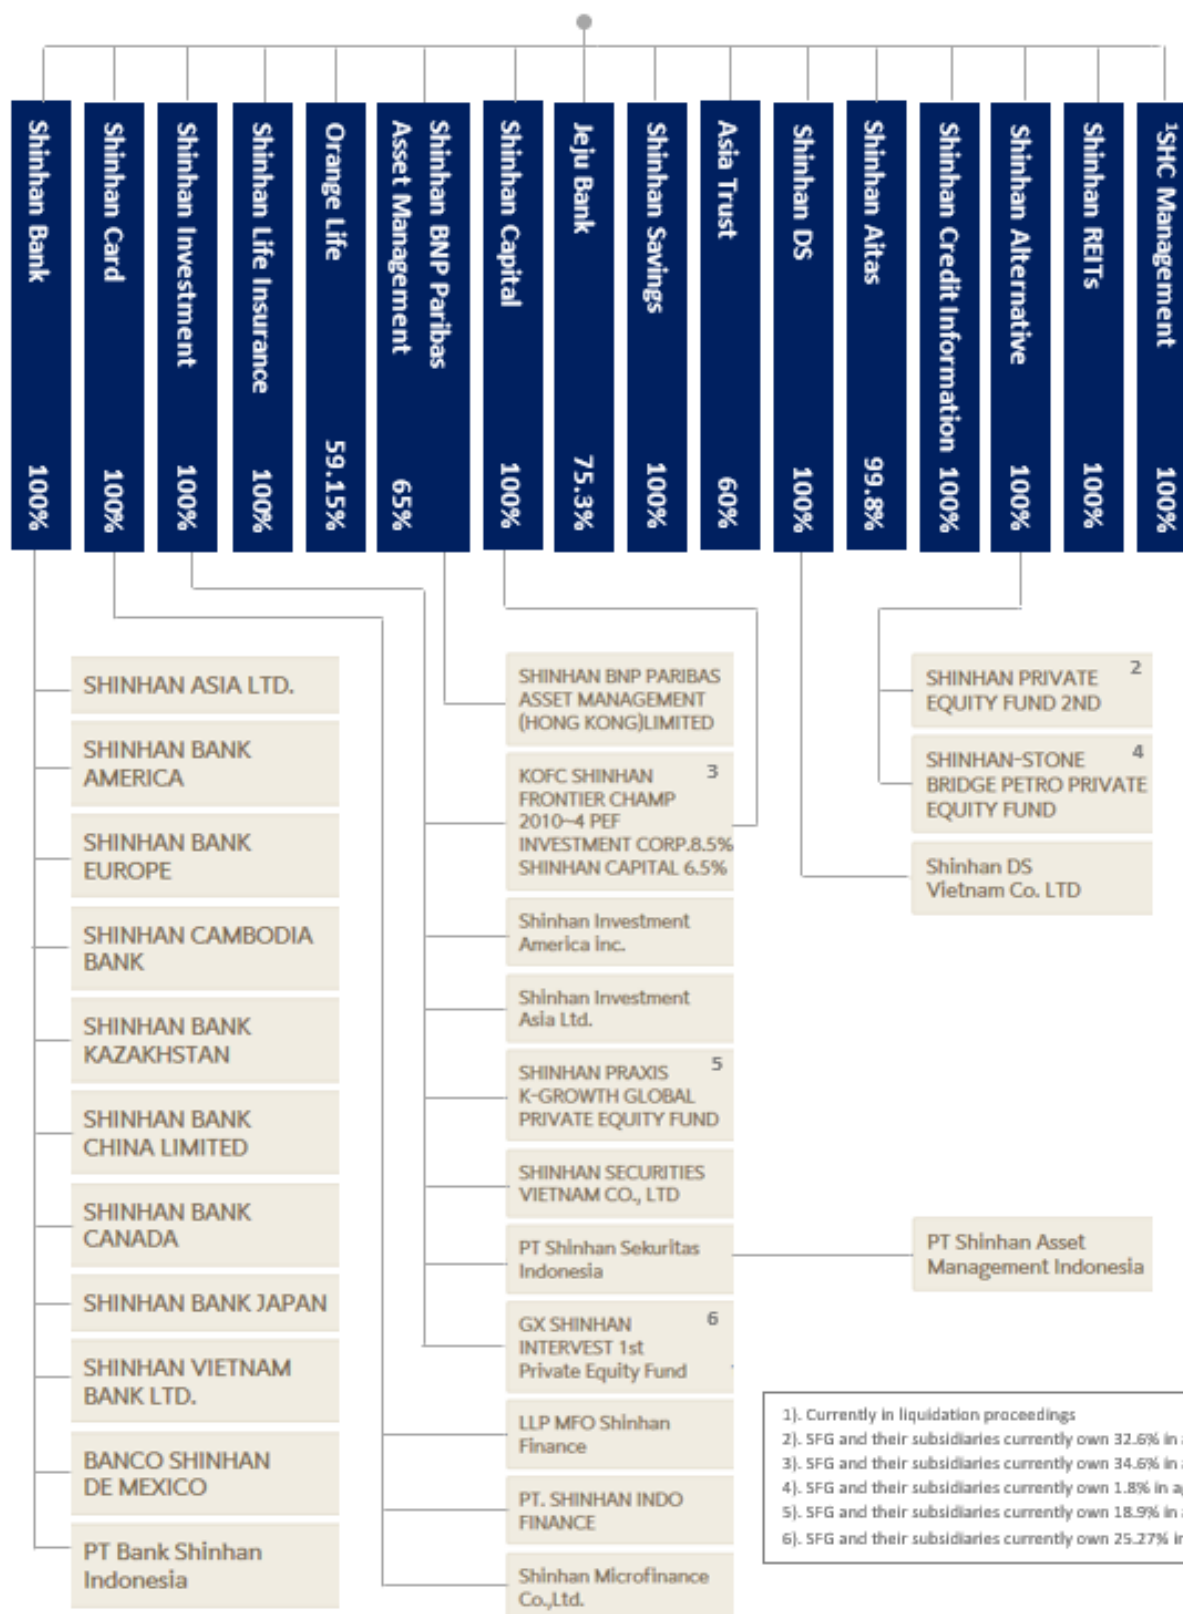 Shinhan Bank 100%
Shinhan Card 100%
Shinhan Investment 100%
Shinhan Life Insurance 100%
Orange Life 59.15%
Shinhan BNP Paribas
Asset Management 65%
Shinhan Capital 100%
Jeju Bank 75.3%
Shinhan Savings 100%
Asia Trust 60%
Shinhan DS 100%
Shinhan Aitas 99.8%
Shinhan Credit Information 100%
Shinhan Alternative 100%
Shinhan REITs 100%
1SHC Management 100%
SHINHAN ASIA LTD.
SHINHAN BANK
AMERICA
SHINHAN BANK
EUROPE
SHINHAN CAMBODIA
BANK
SHINHAN BANK
KAZAKHSTAN
SHINHAN BANK
CHINA LIMITED
SHINHAN BANK
CANADA
SHINHAN BANK JAPAN
SHINHAN VIETNAM
BANK LTD.
BANCO SHINHAN
DE MEXICO
PT Bank Shinhan
Indonesia
SHINHAN BNP PARIBAS
ASSET MANAGEMENT
(HONG KONG)LIMITED
KOFC SHINHAN 3
FRONTIER CHAMP
2010-4 PEF
INVESTMENT CORP.8.5%
SHINHAN CAPITAL 6.5%
Shinhan Investment
America inc.
Shinhan Investment
Asia Ltd.
SHINHAN PRAXIS 5
K-GROWTH GLOBAL
PRIVATE EQUITY FUND
SHINHAN SECURITIES
VIETNAM CO., LTD
PT Shinhan Sekuritas
Indonesia
GX SHINHAN 6
INTERVEST 1st
Private Equity Fund
LLP MFO Shinhan
Finance
PT. SHINHAN INDO
FINANCE
Shinhan Microfinance
Co.,Ltd.
SHINHAN PRIVATE 2
EQUITY FUND 2ND
SHINHAN-STONE 4
BRIDGE PETRO PRIVATE
EQUITY FUND
Shinhan DS
Vietnam Co. LTD
PT Shinhan Asset
Management Indonesia
1). Currently in liquidation proceedings
2). SFG and their subsidiaries currently own 32.6% in
3). SFG and their subsidiaries currently own 34.6% in
4). SFG and their subsidiaries currently own 1.8% in
5). SFG and their subsidiaries currently own 18.9% in
6). SFG and their subsidiaries currently own 25.27%